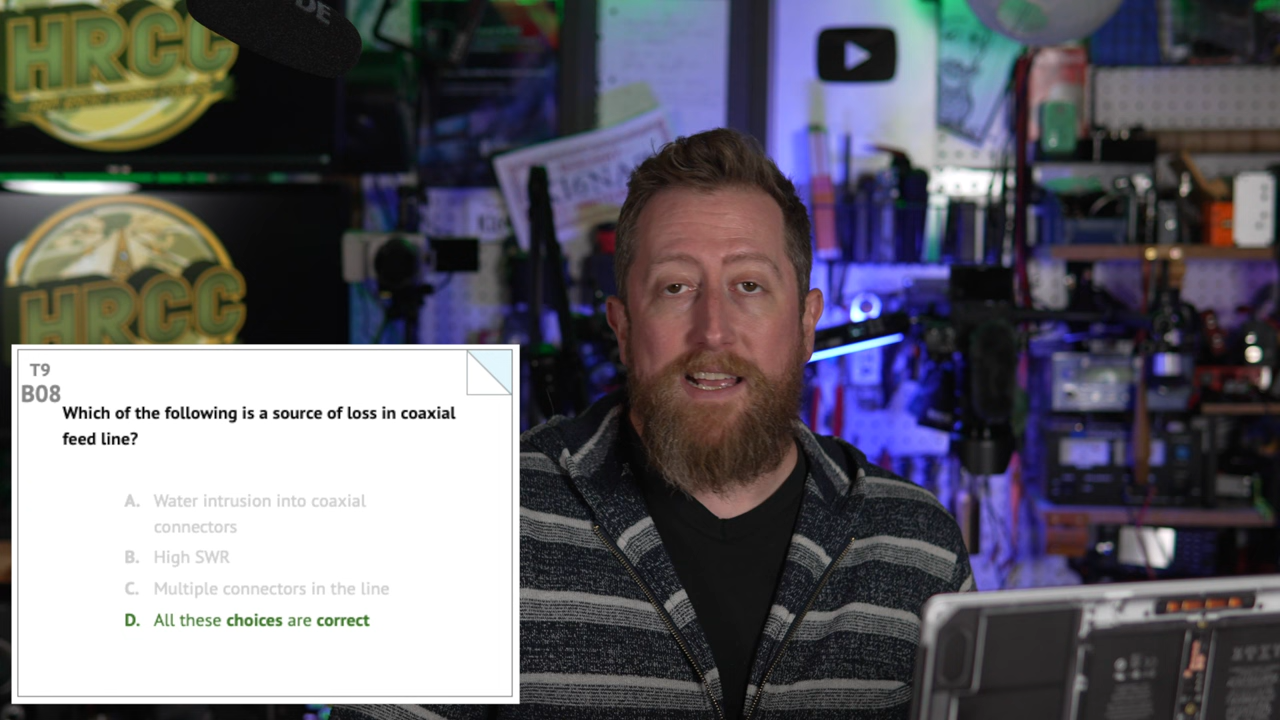 DE
HRCC
HRCC
T9
B08
Which of the following is a source of loss in coaxial
feed line?
A. Water intrusion into coaxial
connectors
B. High SWR
C. Multiple connectors in the line
D. All these choices are correct